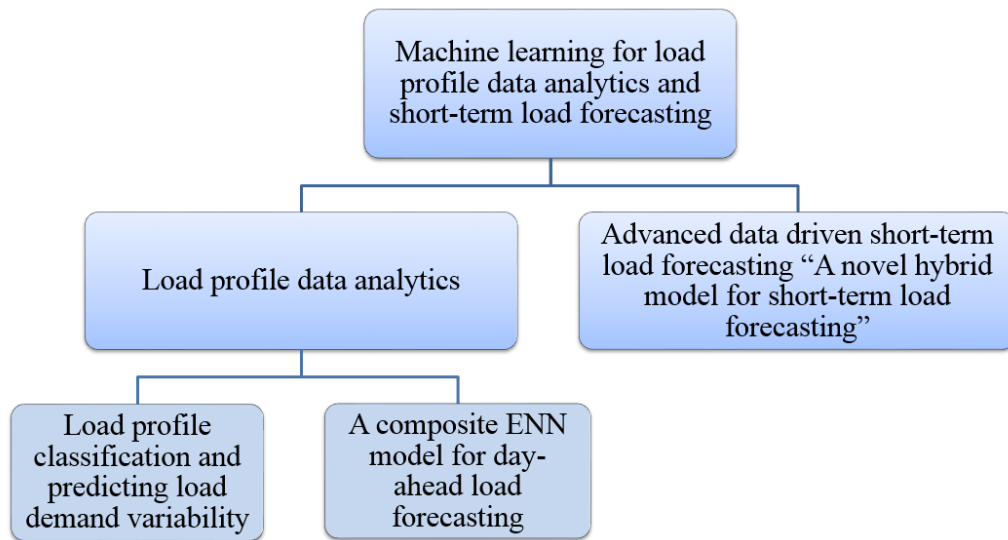 Machine learning for load
profile data analytics and
short-term load forecasting
Load profile data analytics
Advanced data driven short-term
load forecasting “A novel hybrid
model for short-term load
forecasting”
Load profile
classification and
predicting load
demand variability
A composite ENN
model for day-
ahead load
forecasting